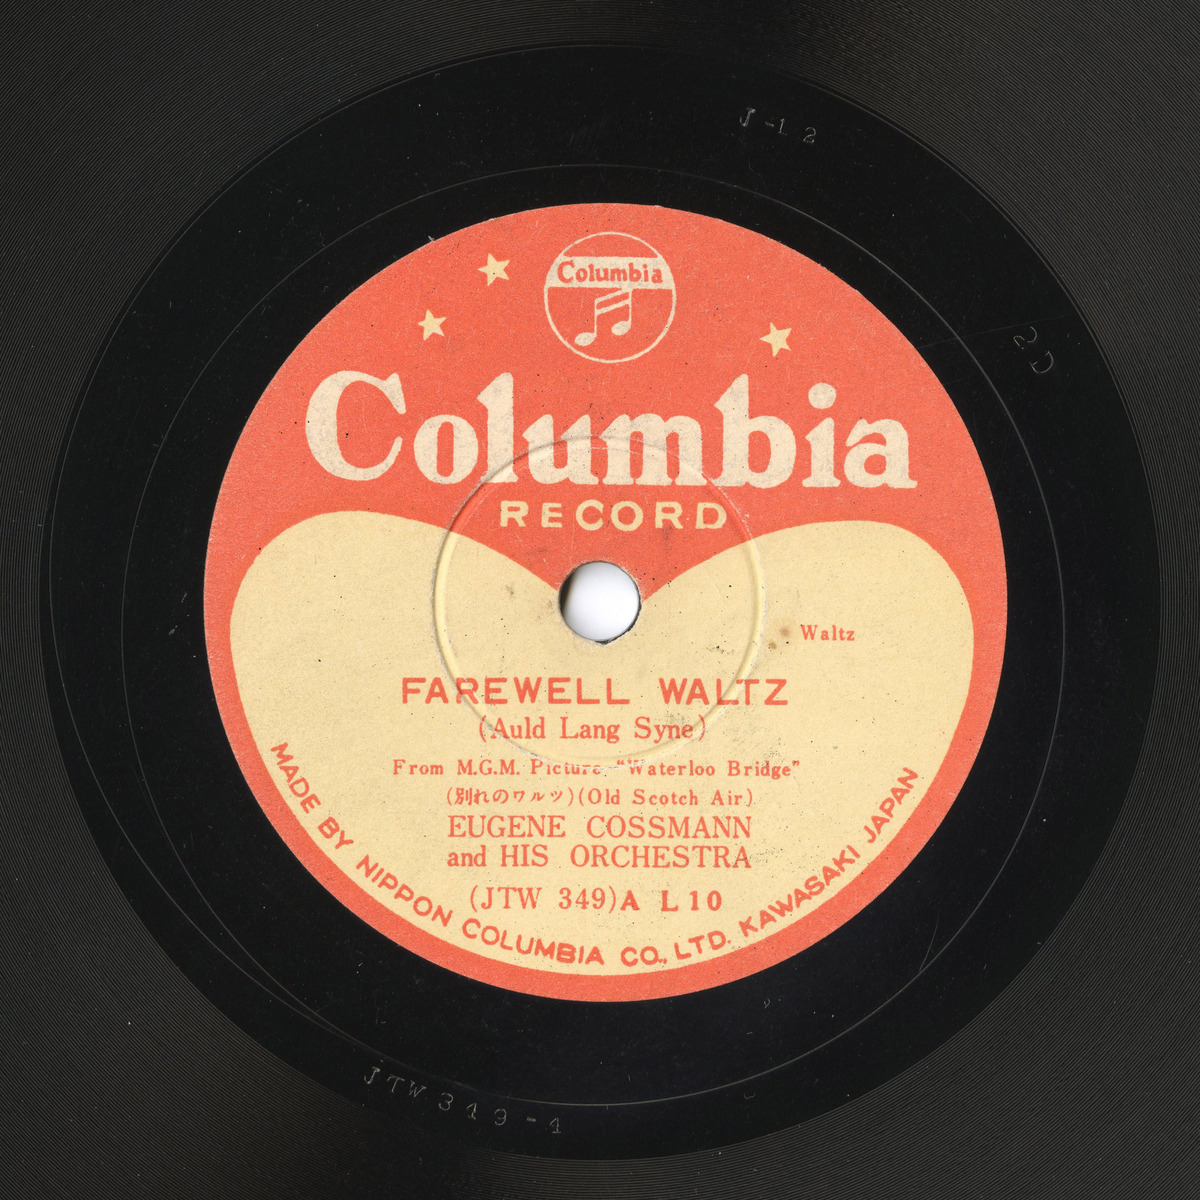 J-12
Columbia
2D
Columbia
RECORD
Waltz
FAREWELL WALTZ
(Auld Lang Syne)
From M.G.M. Picture "Waterloo Bridge"
(別れのワルツ)(Old Scotch Air)
EUGENE COSSMANN
and HIS ORCHESTRA
(JTW 349)A L10
MADE BY NIPPON COLUMBIA CO., LTD. KAWASAKI JAPAN
JTW 349-4